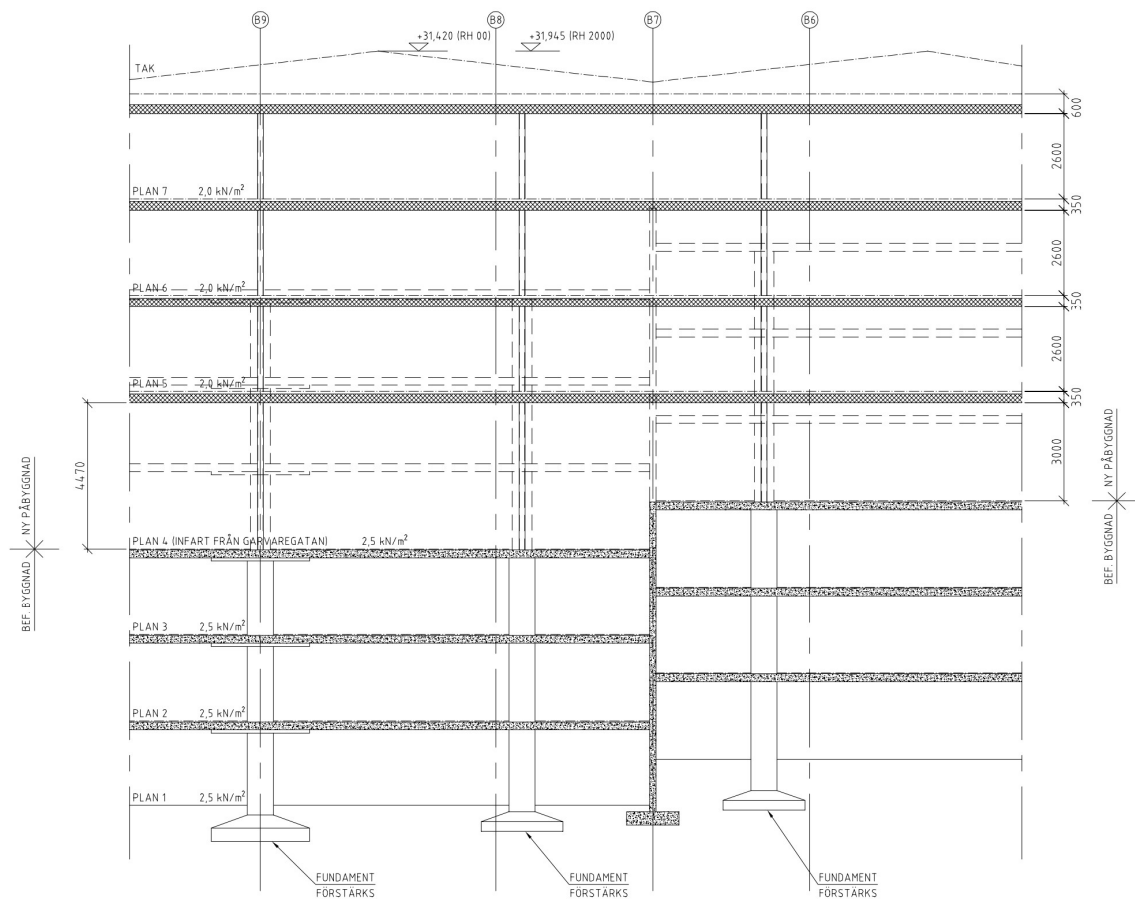 B9
B8
B7
B6
+31,420 (RH 00)
+31,945 (RH 2000)
TAK
600
2600
PLAN 7 2,0 kN/m²
350
2600
PLAN 6 2,0 kN/m²
350
2600
PLAN 5 2,0 kN/m²
350
4470
3000
NY PÅBYGGNAD
BEF. BYGGNAD
NY PÅBYGGNAD
BEF. BYGGNAD
PLAN 4 (INFART FRÅN GARVAREGATAN) 2,5 kN/m²
PLAN 3 2,5 kN/m²
PLAN 2 2,5 kN/m²
PLAN 1 2,5 kN/m²
FUNDAMENT
FÖRSTÄRKS
FUNDAMENT
FÖRSTÄRKS
FUNDAMENT
FÖRSTÄRKS